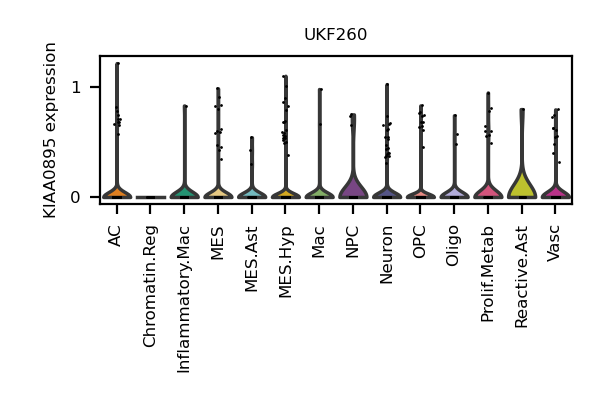 UKF260
KIAA0895 expression
1
0
AC
Chromatin.Reg
Inflammatory.Mac
MES
MES.Ast
MES.Hyp
Mac
NPC
Neuron
OPC
Oligo
Prolif.Metab
Reactive.Ast
Vasc